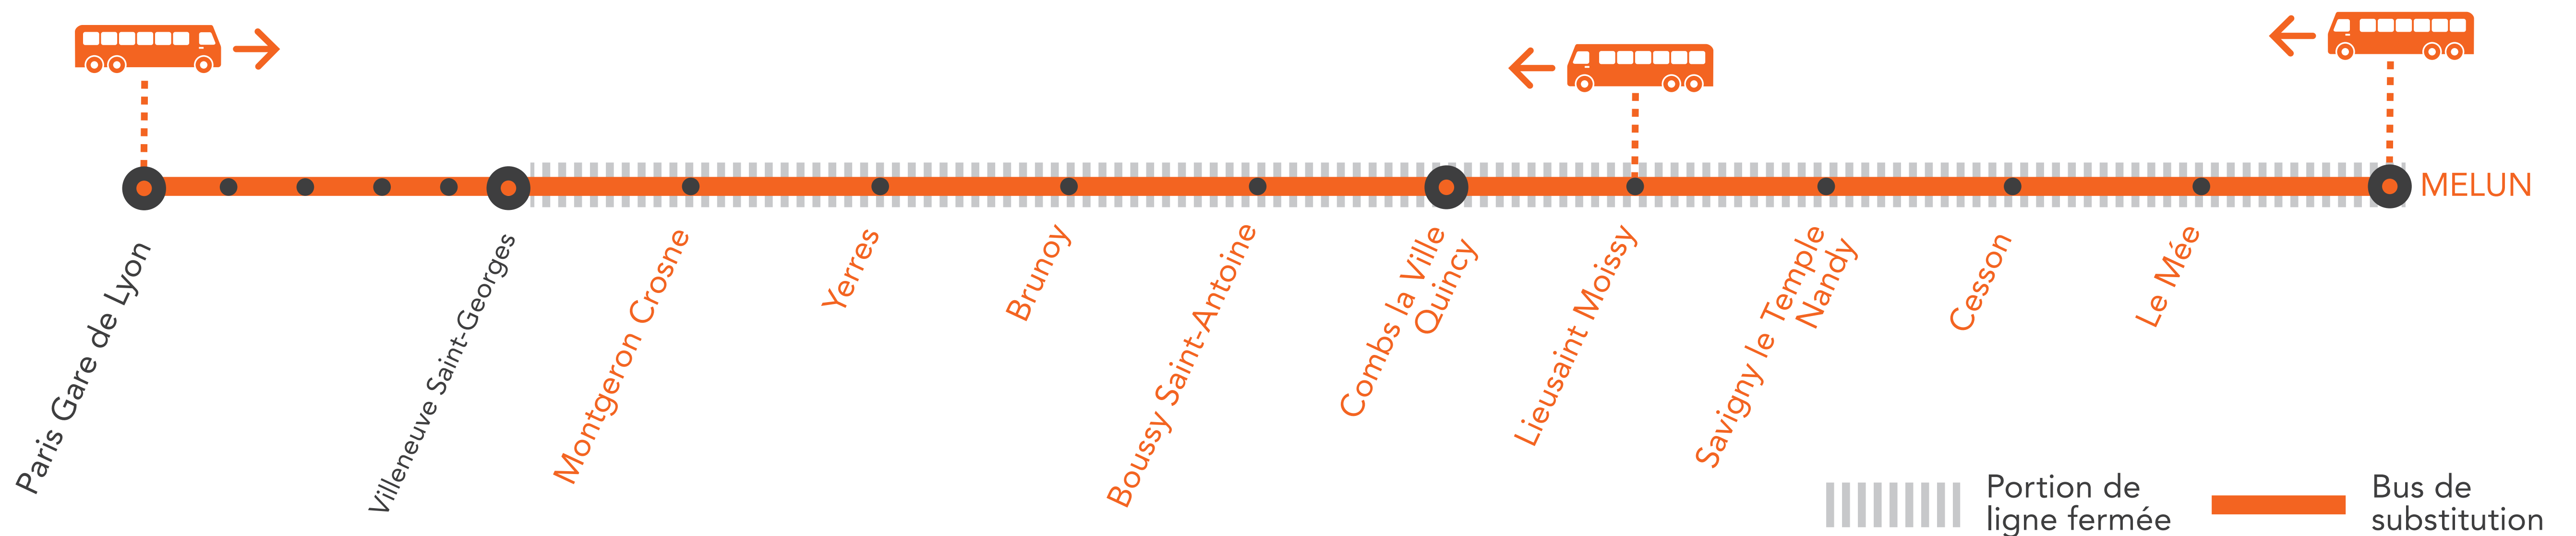 MELUN
Paris Gare de Lyon
Villeneuve Saint-Georges
Montgeron Crosne
Yerres
Brunoy
Boussy Saint-Antoine
Combs la Ville
Quincy
Lieusaint Moissy
Savigny le Temple
Nandy
Cesson
Le Mée
Portion de
ligne fermée
Bus de
substitution